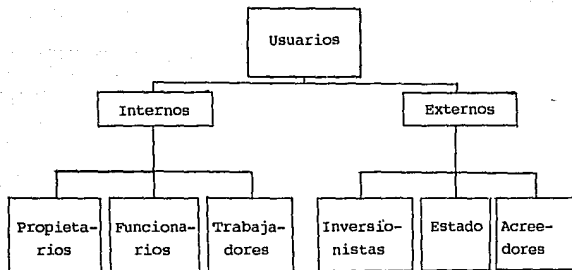 Usuarios
Internos
Externos
Propieta-
rios
Funciona-
rios
Trabaja-
dores
Inversio-
nistas
Estado
Acree-
dores